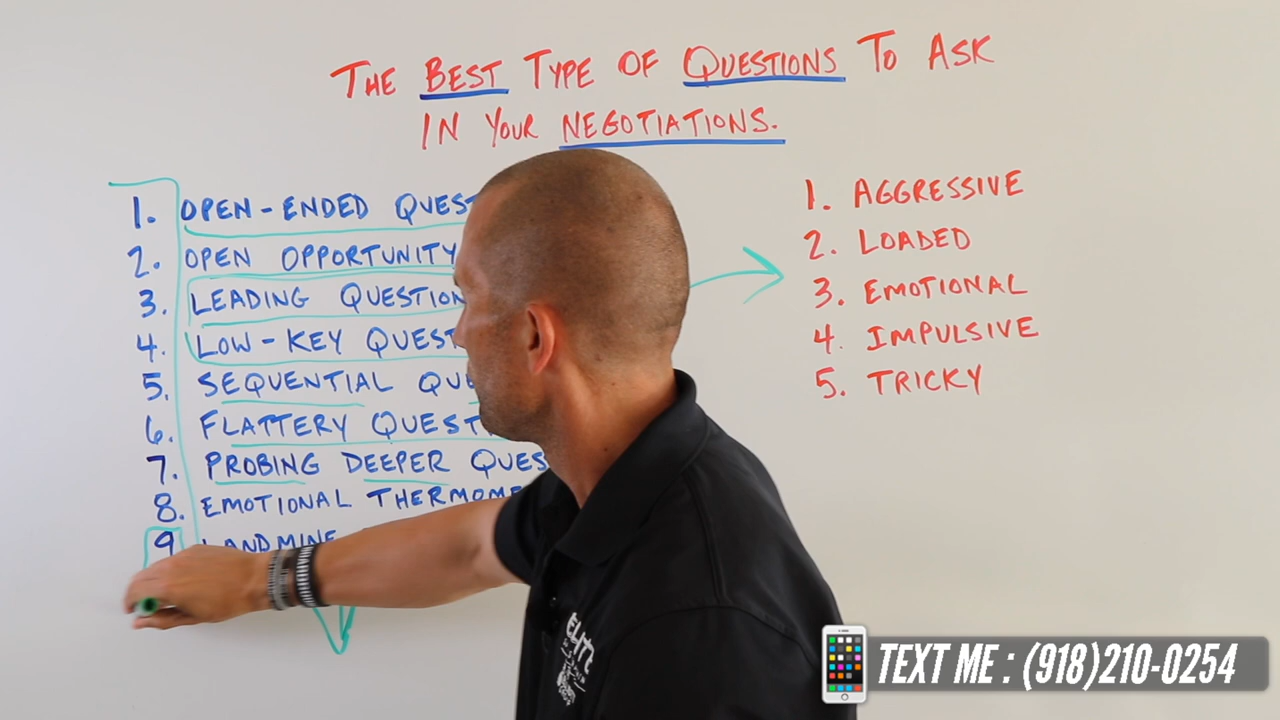 THE BEST TYPE OF QUESTIONS TO ASK
IN YOUR NEGOTIATIONS.
1. OPEN-ENDED QUEST
2. OPEN OPPORTUNITY
3. LEADING QUESTION
4. LOW-KEY QUEST
5. SEQUENTIAL QU
6. FLATTERY QUEST
7. PROBING DEEPER QUES
8. EMOTIONAL THERMOME
9 LANDMINE
1. AGGRESSIVE
2. LOADED
3. EMOTIONAL
4. IMPULSIVE
5. TRICKY
ELITE
TEXT ME : (918)210-0254